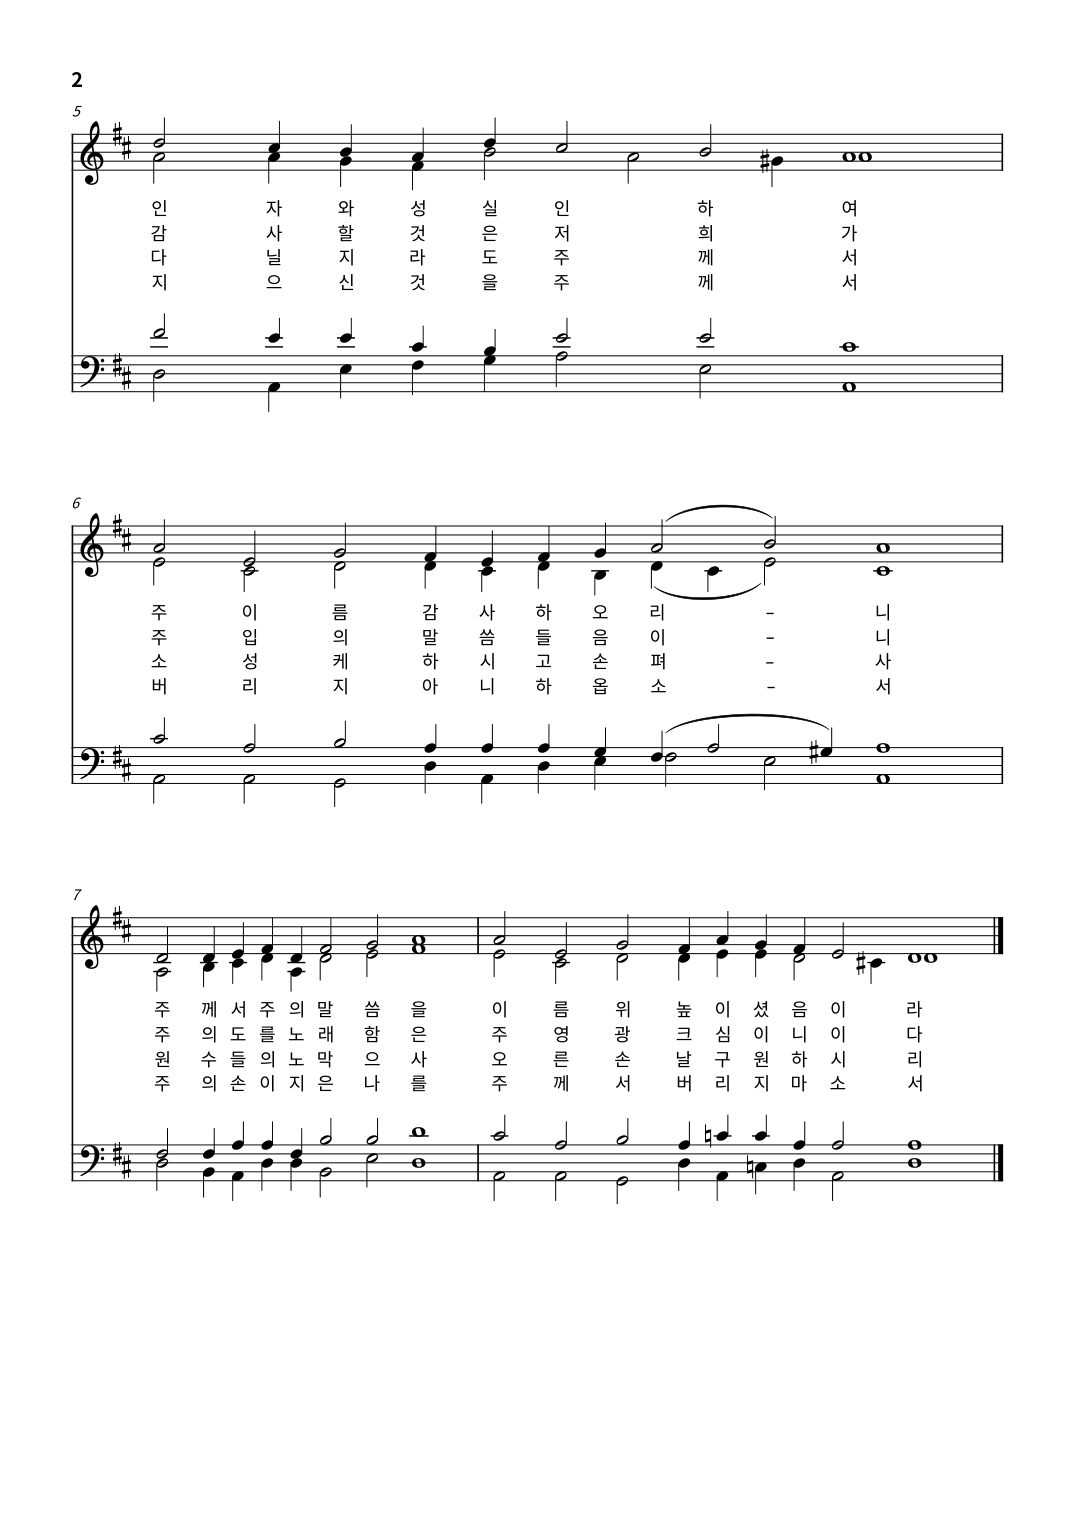 2
5
인 자 와 성 실 인 하 여
감 사 할 것 은 저 희 가
다 닐 지 라 도 주 께 서
지 으 신 것 을 주 께 서
6
주 이 름 감 사 하 오 리 – 니
주 입 의 말 씀 들 음 이 – 니
소 성 케 하 시 고 손 펴 – 사
버 리 지 아 니 하 옵 소 – 서
7
주 께 서 주 의 말 씀 을 이 름 위 높 이 셨 음 이 라
주 의 도 를 노 래 함 은 주 영 광 크 심 이 니 이 다
원 수 들 의 노 막 으 사 오 른 손 날 구 원 하 시 리
주 의 손 이 지 은 나 를 주 께 서 버 리 지 마 소 서